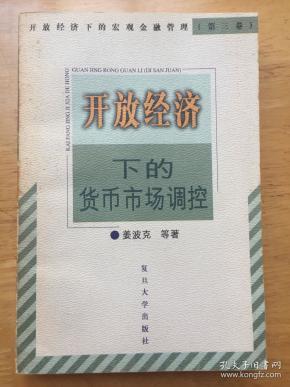 开放经济下的宏观金融管理(第三卷)
GUAN JING RONG GUAN LI (DI SAN JUAN)
KAI FANG JING JI XIA DE HONG
开放经济
下的
货币市场调控
●姜波克 等著
复旦大学出版社
孔夫子旧书网
www.kongfz.com